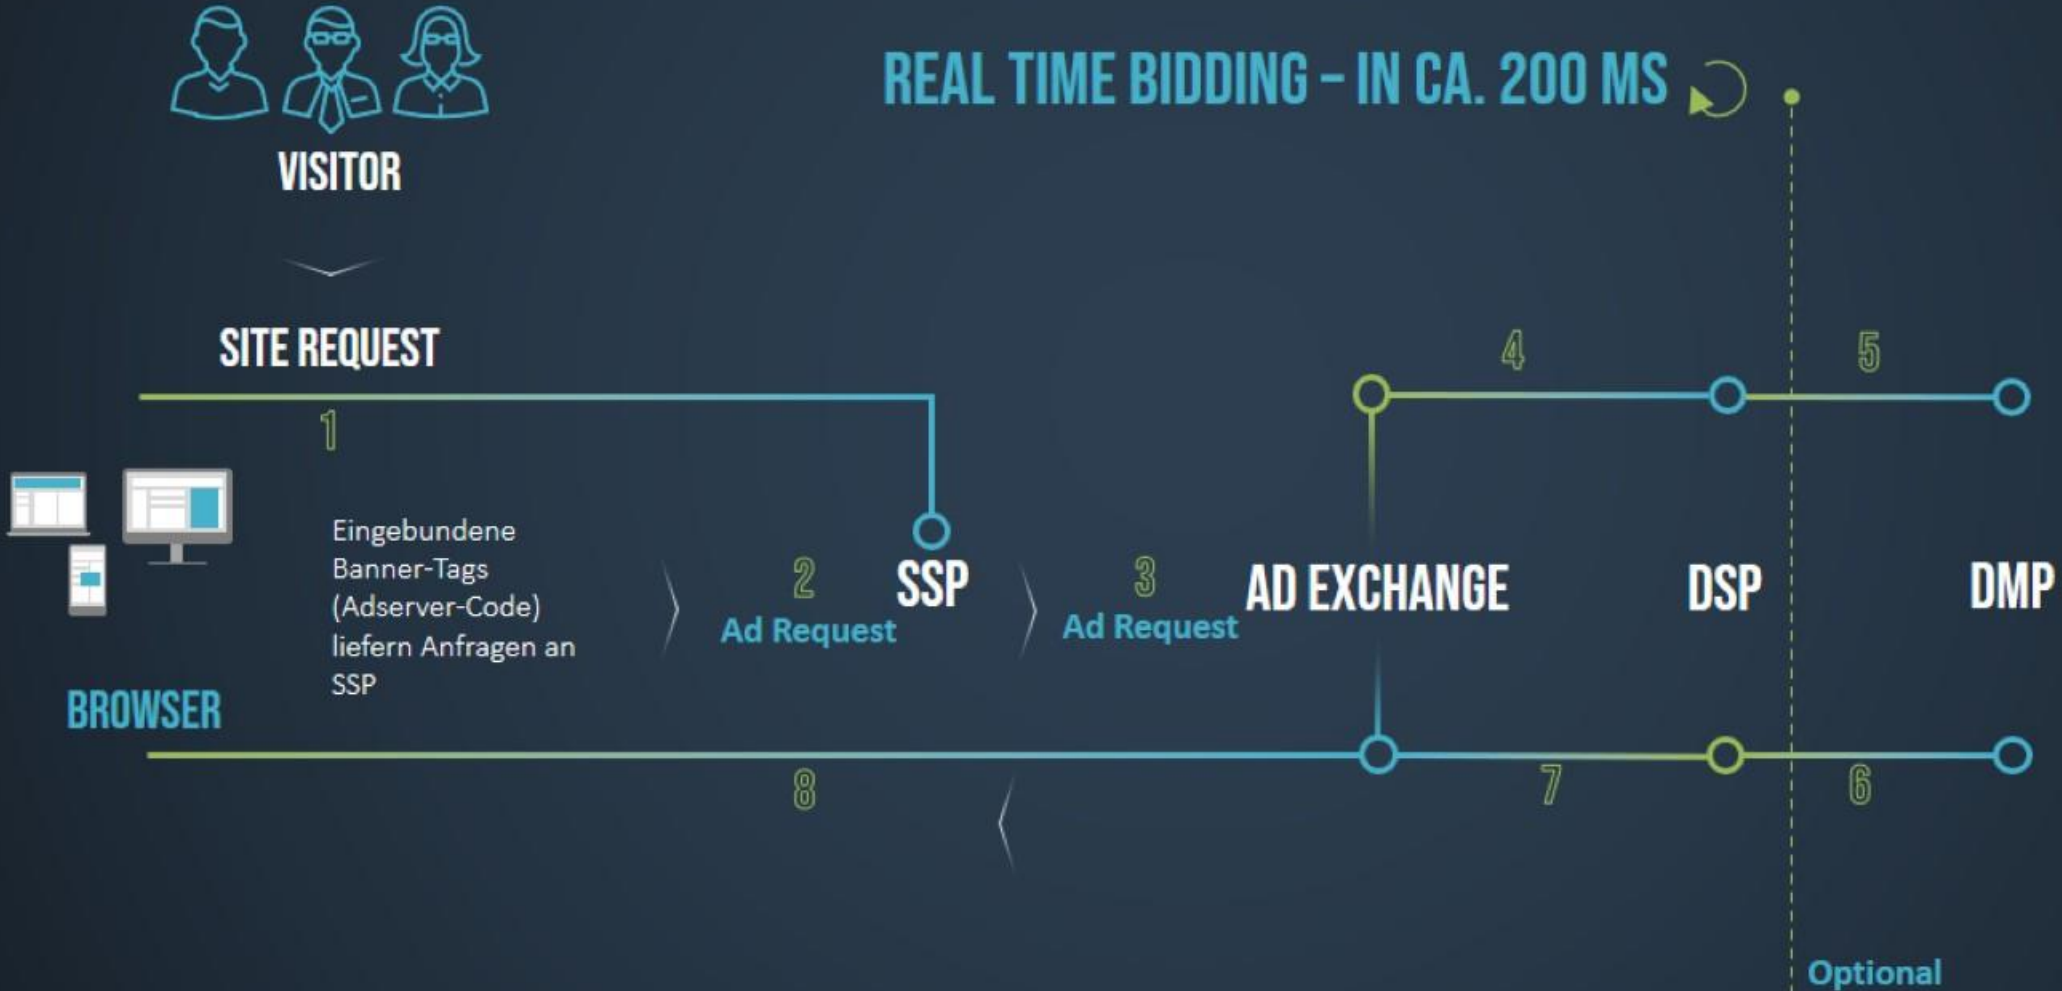 REAL TIME BIDDING – IN CA. 200 MS
VISITOR
SITE REQUEST
1
4
5
Eingebundene
Banner-Tags
(Adserver-Code)
liefern Anfragen an
SSP
2
Ad Request
SSP
3
Ad Request
AD EXCHANGE
DSP
DMP
BROWSER
8
7
6
Optional